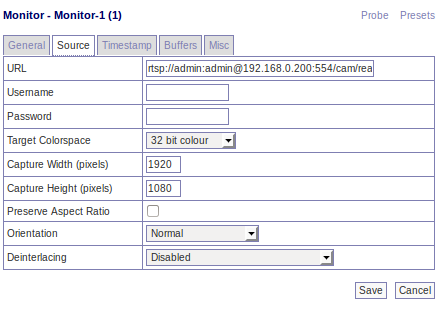 Monitor - Monitor-1 (1) Probe Presets
General Source Timestamp Buffers Misc
URL rtsp://admin:admin@192.168.0.200:554/cam/rea
Username
Password
Target Colorspace 32 bit colour
Capture Width (pixels) 1920
Capture Height (pixels) 1080
Preserve Aspect Ratio
Orientation Normal
Deinterlacing Disabled
Save Cancel